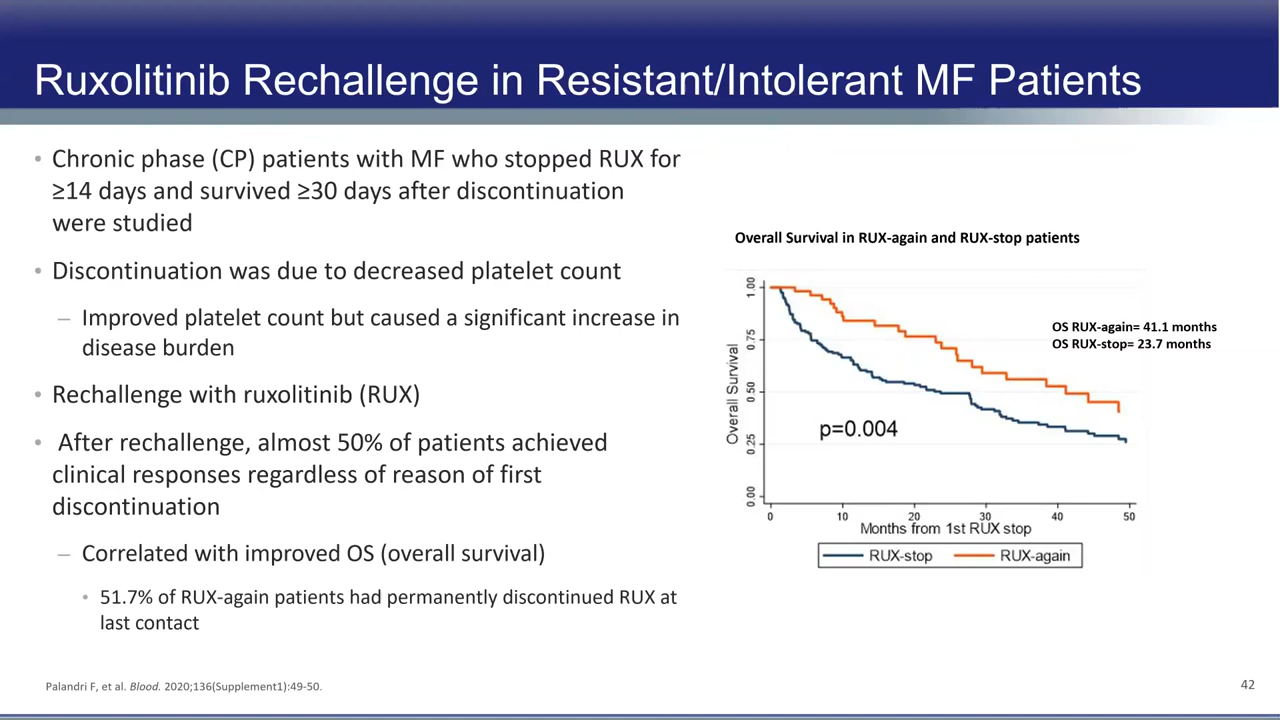 Ruxolitinib Rechallenge in Resistant/Intolerant MF Patients
• Chronic phase (CP) patients with MF who stopped RUX for
≥14 days and survived ≥30 days after discontinuation
were studied
• Discontinuation was due to decreased platelet count
– Improved platelet count but caused a significant increase in
disease burden
• Rechallenge with ruxolitinib (RUX)
• After rechallenge, almost 50% of patients achieved
clinical responses regardless of reason of first
discontinuation
– Correlated with improved OS (overall survival)
• 51.7% of RUX-again patients had permanently discontinued RUX at
last contact
Overall Survival in RUX-again and RUX-stop patients
OS RUX-again= 41.1 months
OS RUX-stop= 23.7 months
Overall Survival
1.00
0.75
0.50
0.25
0.00
p=0.004
0 10 20 30 40 50
Months from 1st RUX stop
RUX-stop RUX-again
Palandri F, et al. Blood. 2020;136(Supplement1):49-50.
42